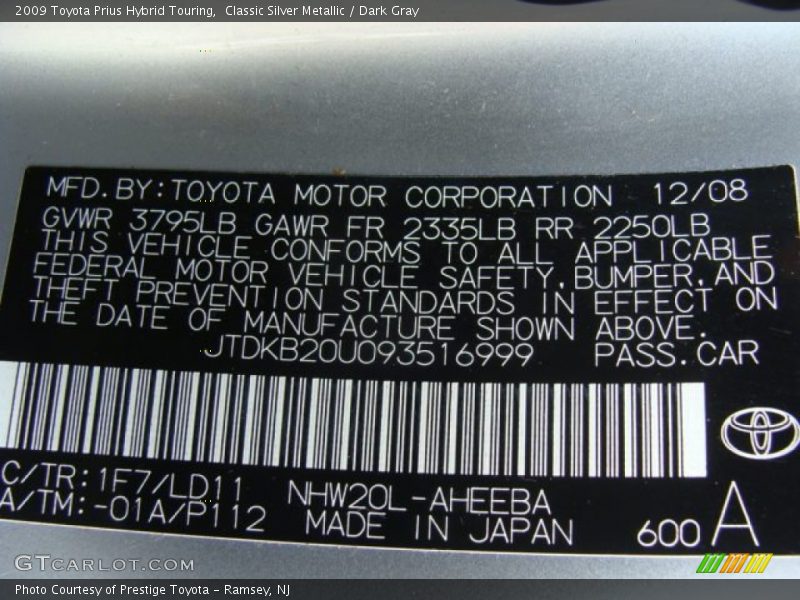 2009 Toyota Prius Hybrid Touring,  Classic Silver Metallic / Dark Gray
MFD. BY: TOYOTA MOTOR CORPORATION 12/08
GVWR 3795LB GAWR FR 2335LB RR 2250LB
THIS VEHICLE CONFORMS TO ALL APPLICABLE
FEDERAL MOTOR VEHICLE SAFETY, BUMPER, AND
THEFT PREVENTION STANDARDS IN EFFECT ON
THE DATE OF MANUFACTURE SHOWN ABOVE.
JTDKB20U093516999 PASS. CAR
C/TR: 1F7/LD11 NHW20L-AHEEBA
A/TM: -01A/P112 MADE IN JAPAN 600 A
GTCARLOT.COM
Photo Courtesy of Prestige Toyota - Ramsey, NJ